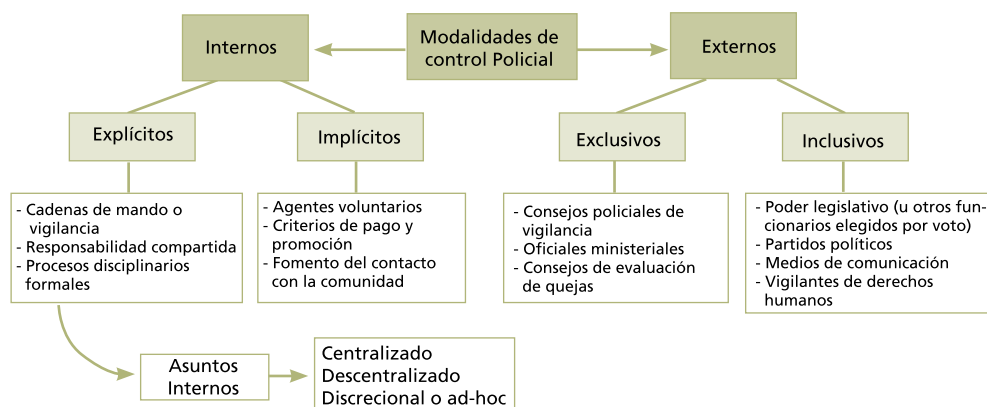 Modalidades de
control Policial
Internos
Externos
Explícitos
Implícitos
Exclusivos
Inclusivos
- Cadenas de mando o
vigilancia
- Responsabilidad compartida
- Procesos disciplinarios
formales
- Agentes voluntarios
- Criterios de pago y
promoción
- Fomento del contacto
con la comunidad
- Consejos policiales de
vigilancia
- Oficiales ministeriales
- Consejos de evaluación
de quejas
- Poder legislativo (u otros fun-
cionarios elegidos por voto)
- Partidos políticos
- Medios de comunicación
- Vigilantes de derechos
humanos
Asuntos
Internos
Centralizado
Descentralizado
Discrecional o ad-hoc